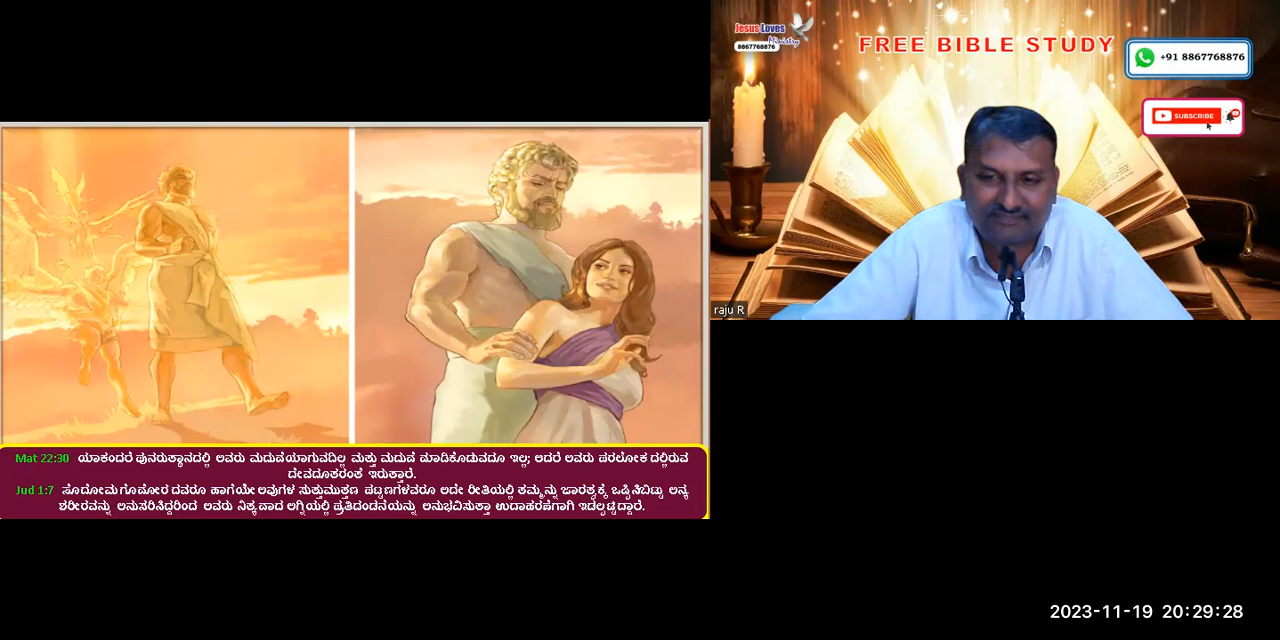 Jesus Loves
Ministry
8867768876
FREE BIBLE STUDY
+91 8867768876
SUBSCRIBE
raju R
Mat 22:30 ಯಾಕಂದರೆ ಪುನರುತ್ಥಾನದಲ್ಲಿ ಅವರು ಮದುವೆಯಾಗುವದಿಲ್ಲ ಮತ್ತು ಮದುವೆ ಮಾಡಿಕೊಡುವದೂ ಇಲ್ಲ; ಆದರೆ ಅವರು ಪರಲೋಕ ದಲ್ಲಿರುವ
ದೇವದೂತರಂತೆ ಇರುತ್ತಾರೆ.
Jud 1:7 ಸೊದೋಮಗೊಮೋರ ದವರೂ ಹಾಗೆಯೇ ಅವುಗಳ ಸುತ್ತುಮುತ್ತಣ ಪಟ್ಟಣಗಳವರೂ ಅದೇ ರೀತಿಯಲ್ಲಿ ತಮ್ಮನ್ನು ಜಾರತ್ವಕ್ಕೆ ಒಪ್ಪಿಸಿಬಿಟ್ಟು ಅನ್ಯ
ಶರೀರವನ್ನು ಅನುಸರಿಸಿದ್ದರಿಂದ ಅವರು ನಿತ್ಯವಾದ ಅಗ್ನಿಯಲ್ಲಿ ಪ್ರತಿದಂಡನೆಯನ್ನು ಅನುಭವಿಸುತ್ತಾ ಉದಾಹರಣೆಗಾಗಿ ಇಡಲ್ಪಟ್ಟಿದ್ದಾರೆ.
2023-11-19 20:29:28